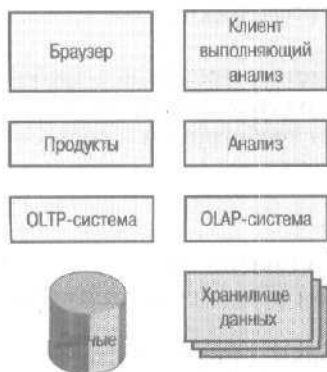 Браузер
Клиент
выполняющий
анализ
Продукты
Анализ
OLTP-система
OLAP-система
Данные
Хранилище
данных